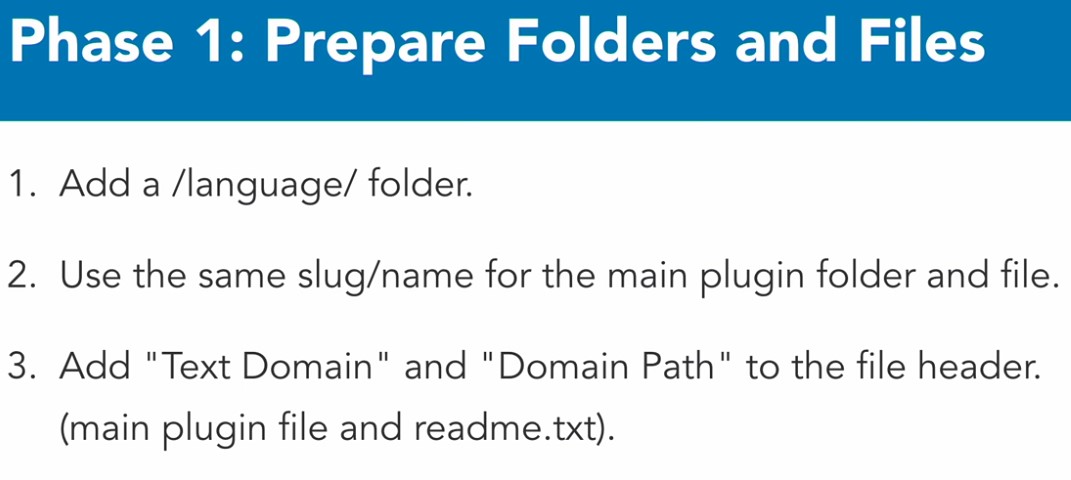 Phase 1: Prepare Folders and Files
1. Add a /language/ folder.
2. Use the same slug/name for the main plugin folder and file.
3. Add "Text Domain" and "Domain Path" to the file header.
(main plugin file and readme.txt).